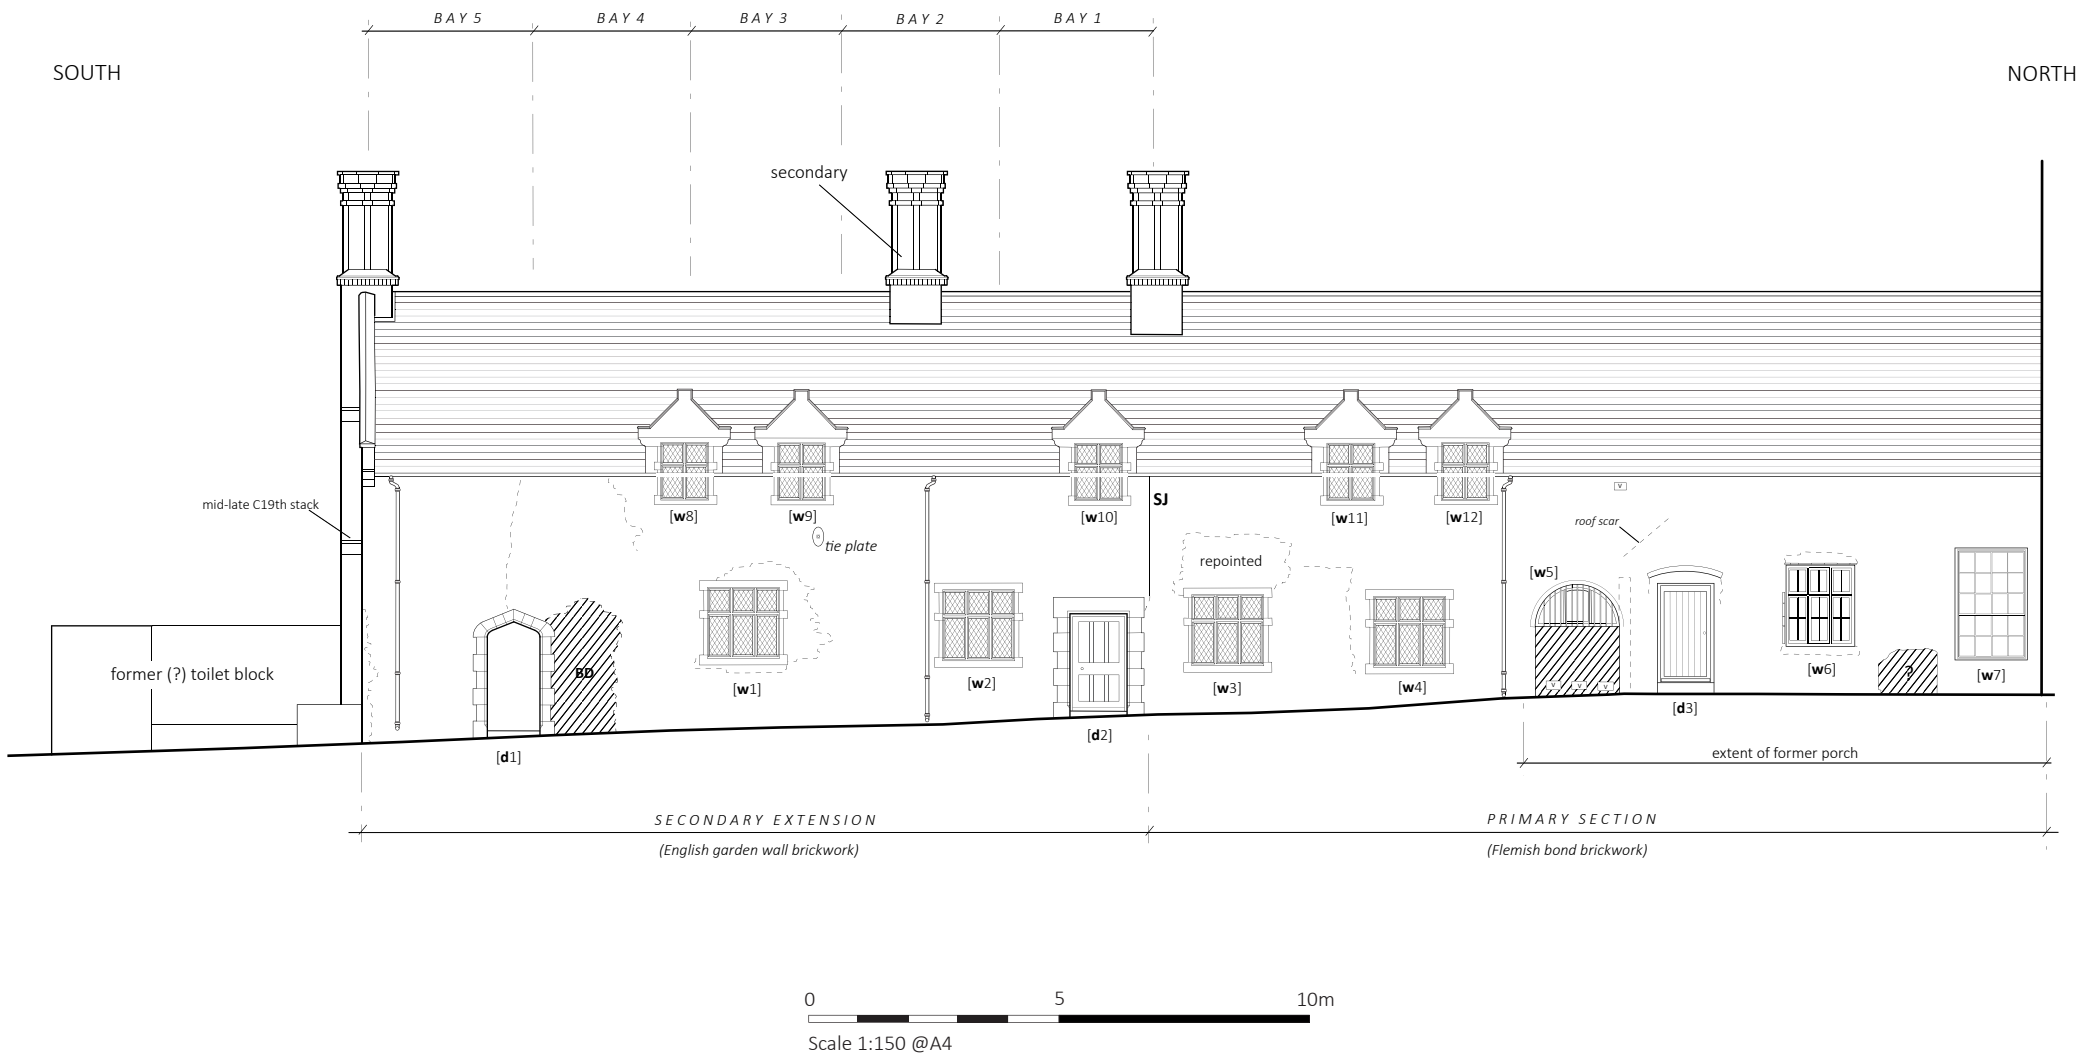 BAY 5
BAY 4
BAY 3
BAY 2
BAY 1
SOUTH
NORTH
secondary
mid-late C19th stack
SJ
[w8]
[w9]
[w10]
[w11]
[w12]
v
tie plate
roof scar
repointed
[w5]
former (?) toilet block
BD
[w1]
[w2]
[w3]
[w4]
v v v
[w6]
?
[w7]
[d1]
[d2]
[d3]
extent of former porch
SECONDARY EXTENSION
(English garden wall brickwork)
PRIMARY SECTION
(Flemish bond brickwork)
0 5 10m
Scale 1:150 @A4